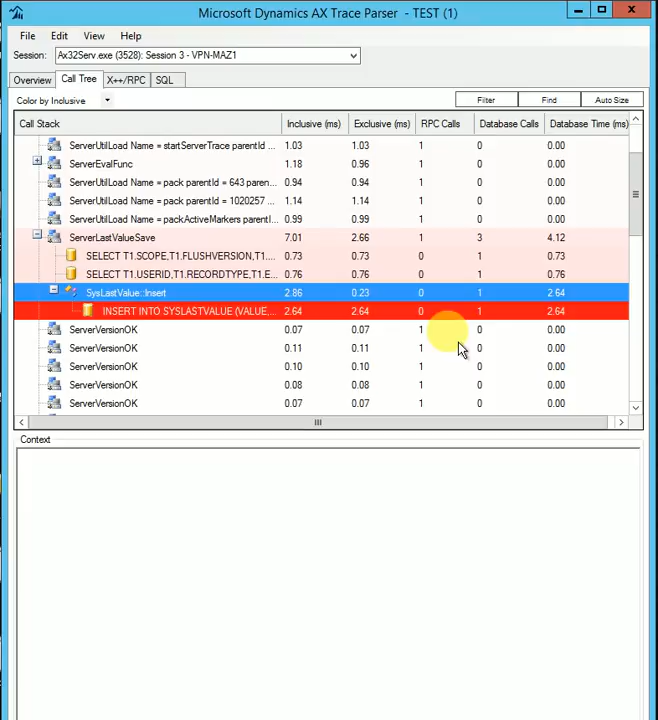 Microsoft Dynamics AX Trace Parser - TEST (1)
File Edit View Help
Session: Ax32Serv.exe (3528): Session 3 - VPN-MAZ1
Overview Call Tree X++/RPC SQL
Color by Inclusive Filter Find Auto Size
Call Stack Inclusive (ms) Exclusive (ms) RPC Calls Database Calls Database Time (ms)
ServerUtilLoad Name = startServerTrace parentId ... 1.03 1.03 1 0 0.00
ServerEvalFunc 1.18 0.96 1 0 0.00
ServerUtilLoad Name = pack parentId = 643 paren... 0.94 0.94 1 0 0.00
ServerUtilLoad Name = pack parentId = 1020257 ... 1.14 1.14 1 0 0.00
ServerUtilLoad Name = packActiveMarkers parentI... 0.99 0.99 1 0 0.00
ServerLastValueSave 7.01 2.66 1 3 4.12
SELECT T1.SCOPE,T1.FLUSHVERSION,T1.... 0.73 0.73 0 1 0.73
SELECT T1.USERID,T1.RECORDTYPE,T1.E... 0.76 0.76 0 1 0.76
SysLastValue::Insert 2.86 0.23 0 1 2.64
INSERT INTO SYSLASTVALUE (VALUE,... 2.64 2.64 0 1 2.64
ServerVersionOK 0.07 0.07 1 0 0.00
ServerVersionOK 0.11 0.11 1 0 0.00
ServerVersionOK 0.10 0.10 1 0 0.00
ServerVersionOK 0.08 0.08 1 0 0.00
ServerVersionOK 0.07 0.07 1 0 0.00
Context